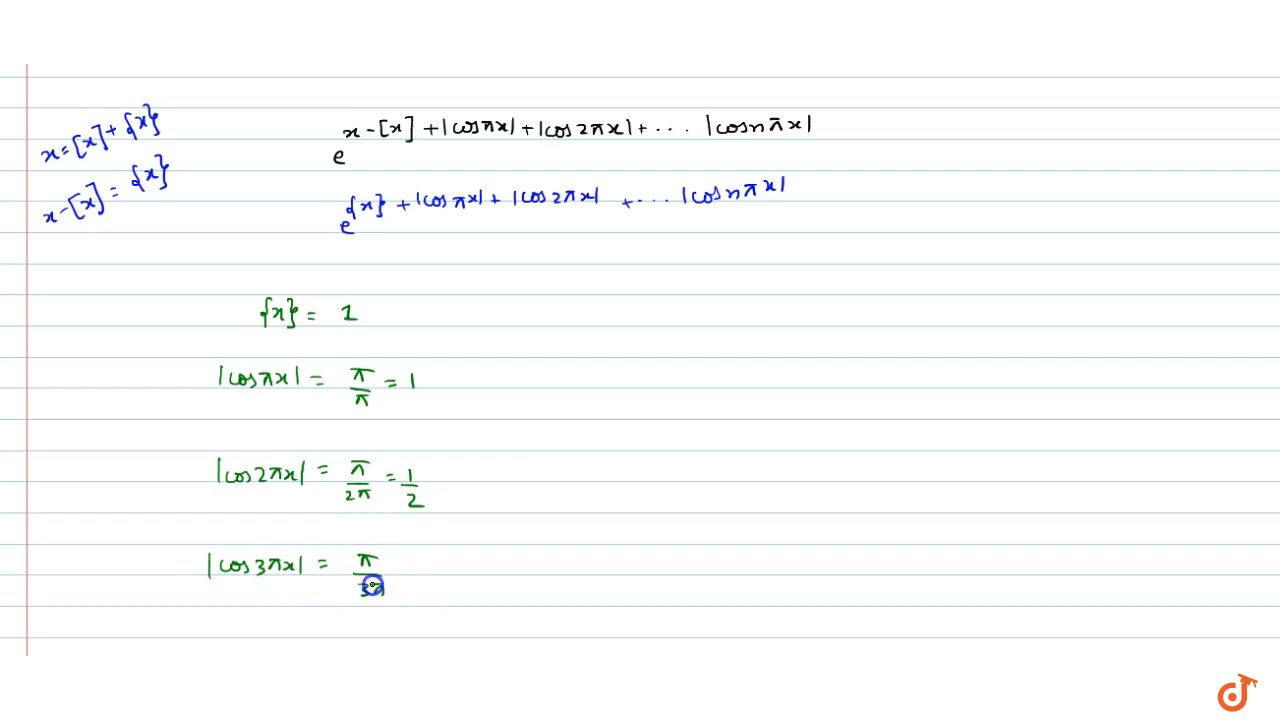 x = [x] + {x}
x - [x] = {x}
e^{x - [x] + |cos πx| + |cos 2πx| + ... |cos nπx|}
e^{{x} + |cos πx| + |cos 2πx| + ... |cos nπx|}
{x} = 1
|cos πx| = π/π = 1
|cos 2πx| = π/2π = 1/2
|cos 3πx| = π/3π